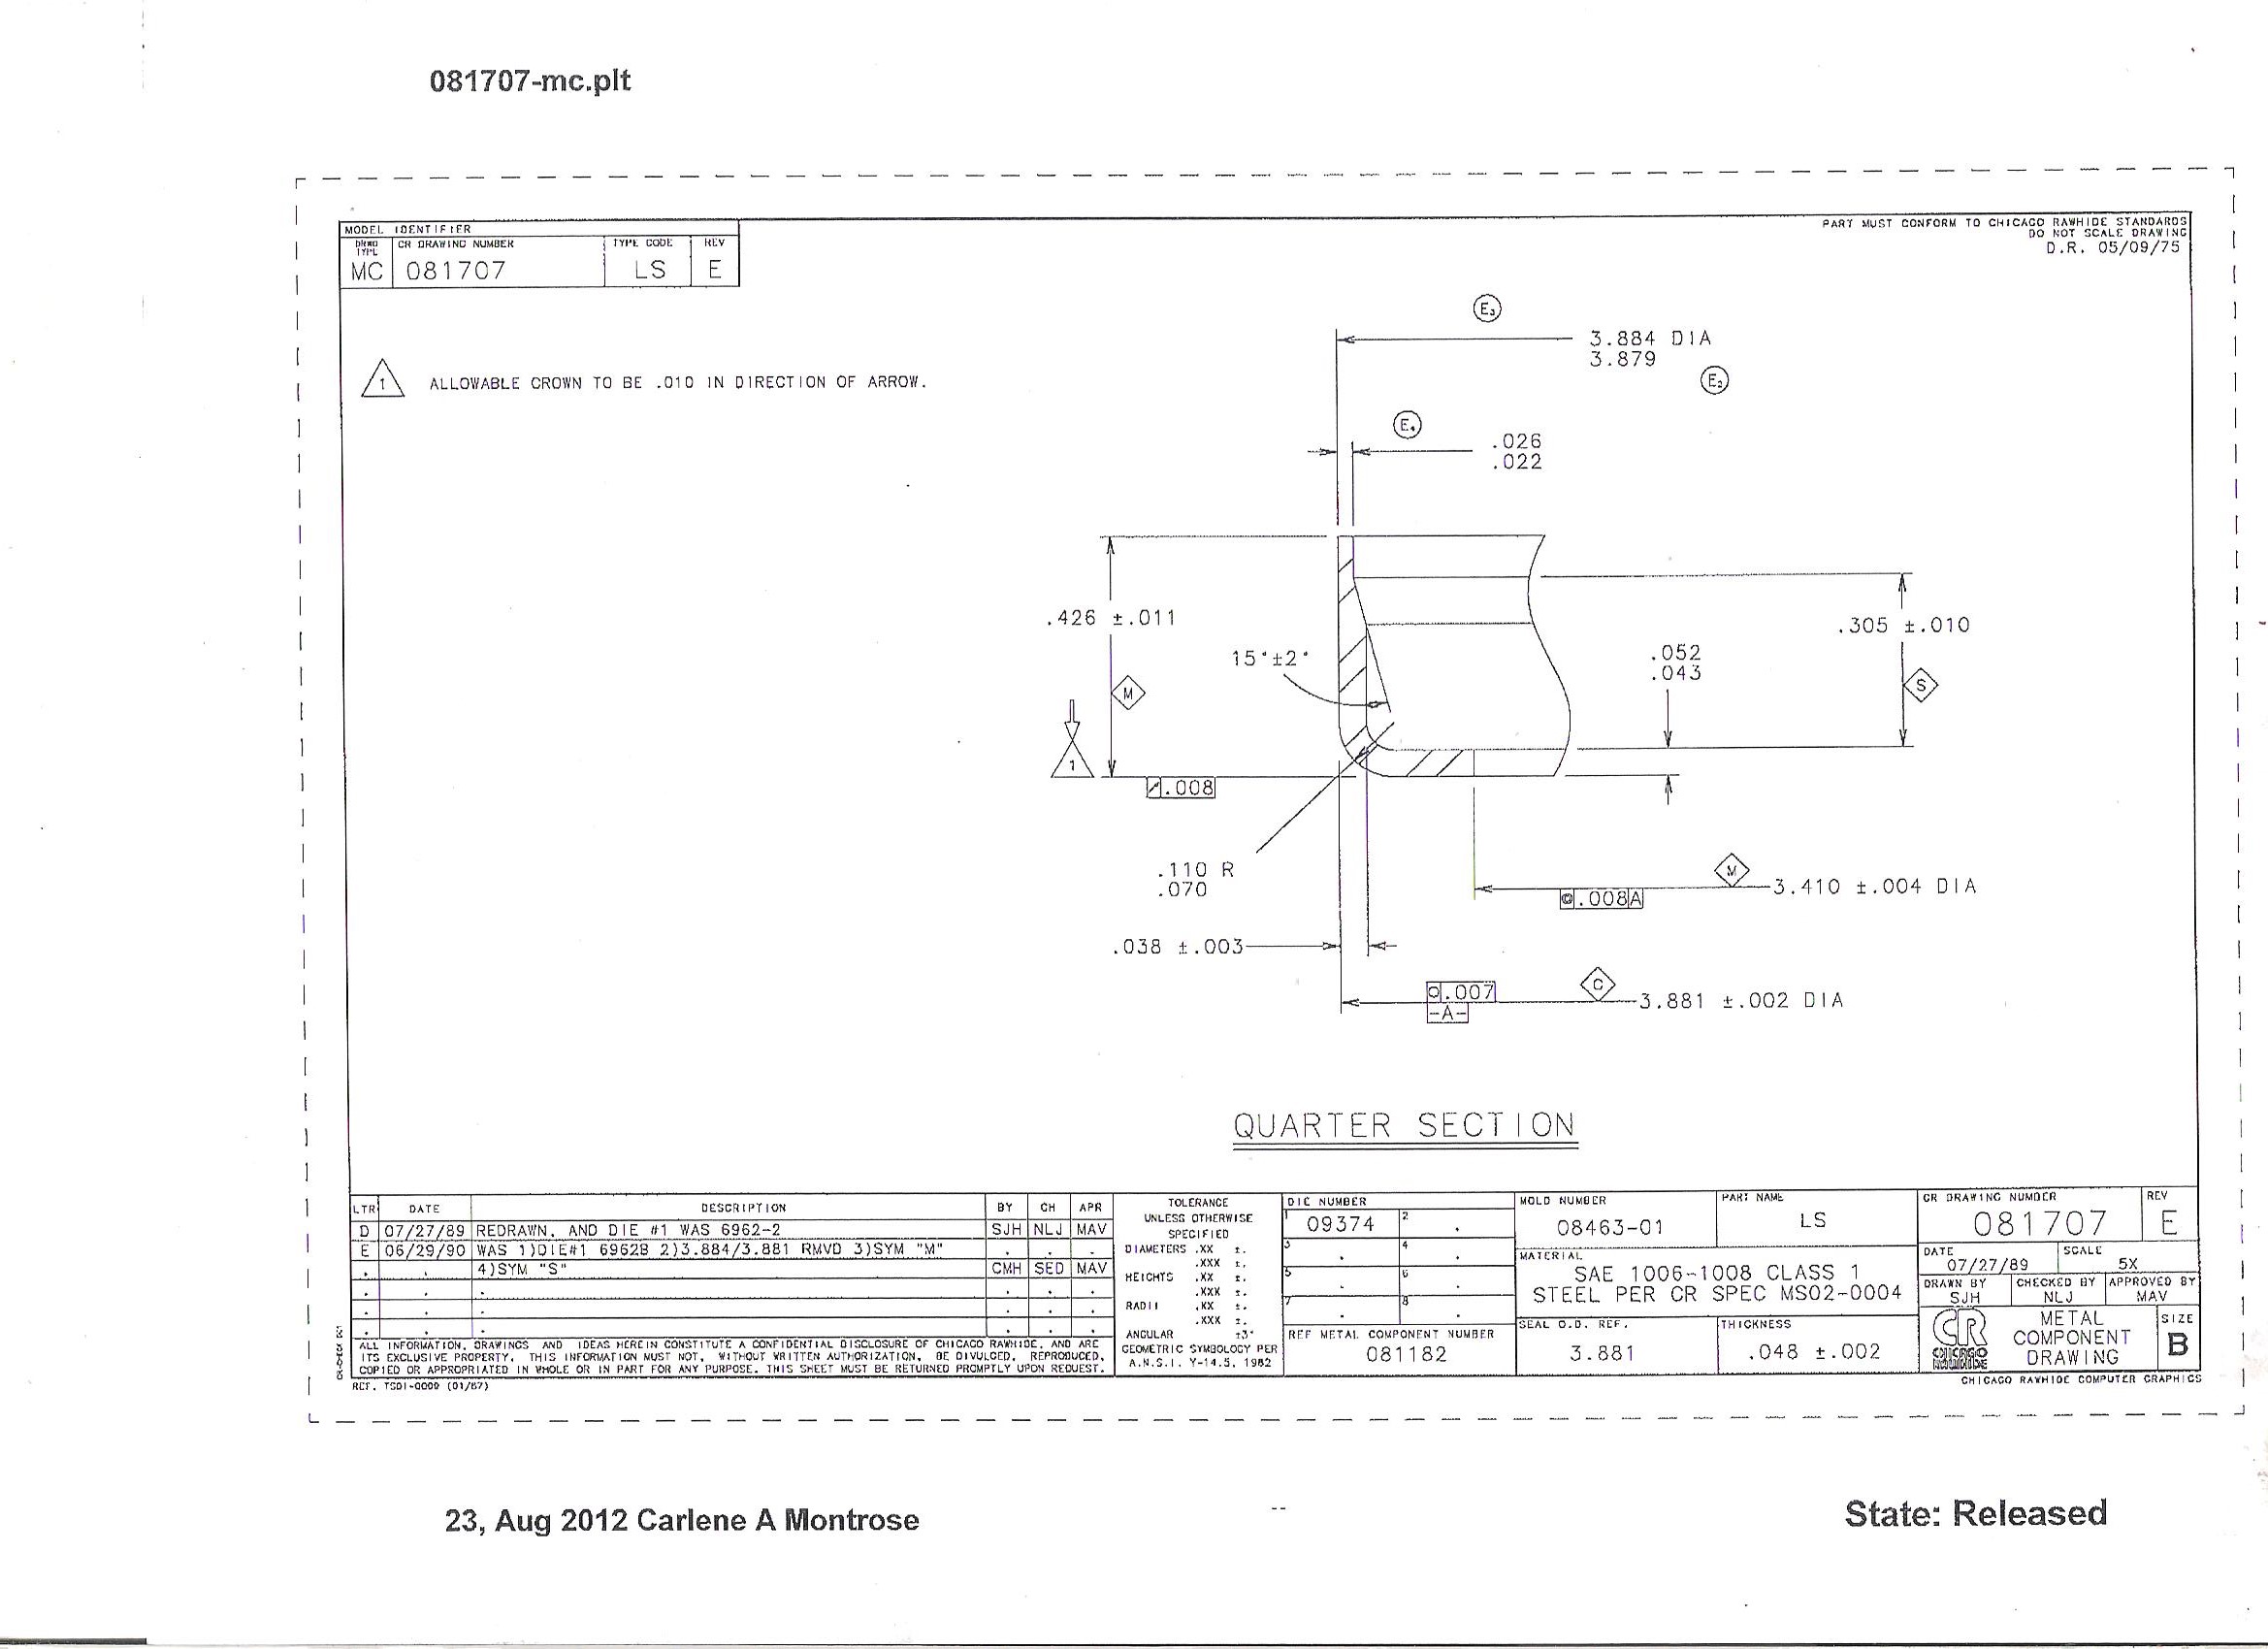 081707-mc.plt
MODEL IDENTIFIER
DRWG TYPE CR DRAWING NUMBER TYPE CODE REV
MC 081707 LS E
PART MUST CONFORM TO CHICAGO RAWHIDE STANDARDS
DO NOT SCALE DRAWING
D.R. 05/09/75
1 ALLOWABLE CROWN TO BE .010 IN DIRECTION OF ARROW.
E3
3.884 DIA
3.879
E2
E4
.026
.022
.426 ±.011
M
15°±2°
.052
.043
.305 ±.010
S
1
.008
.110 R
.070
M
3.410 ±.004 DIA
.008 A
.038 ±.003
C
.007
-A-
3.881 ±.002 DIA
QUARTER SECTION
LTR DATE DESCRIPTION BY CH APR
D 07/27/89 REDRAWN, AND DIE #1 WAS 6962-2 SJH NLJ MAV
E 06/29/90 WAS 1)DIE#1 69628 2)3.884/3.881 RMVD 3)SYM "M"
4)SYM "S" CMH SED MAV
ALL INFORMATION, DRAWINGS AND IDEAS HEREIN CONSTITUTE A CONFIDENTIAL DISCLOSURE OF CHICAGO RAWHIDE, AND ARE
ITS EXCLUSIVE PROPERTY. THIS INFORMATION MUST NOT, WITHOUT WRITTEN AUTHORIZATION, BE DIVULGED, REPRODUCED,
COPIED OR APPROPRIATED IN WHOLE OR IN PART FOR ANY PURPOSE. THIS SHEET MUST BE RETURNED PROMPTLY UPON REQUEST.
REF. TSD1-0009 (01/87)
TOLERANCE
UNLESS OTHERWISE
SPECIFIED
DIAMETERS .XX ±.
.XXX ±.
HEIGHTS .XX ±.
.XXX ±.
RADII .XX ±.
.XXX ±.
ANGULAR ±3°
GEOMETRIC SYMBOLOGY PER
A.N.S.I. Y-14.5, 1982
DIE NUMBER
1 09374 2
3 4
5 6
7 8
REF METAL COMPONENT NUMBER
081182
MOLD NUMBER
08463-01
PART NAME
LS
MATERIAL
SAE 1006-1008 CLASS 1
STEEL PER CR SPEC MS02-0004
SEAL O.D. REF.
3.881
THICKNESS
.048 ±.002
CR DRAWING NUMBER
081707
REV
E
DATE
07/27/89
SCALE
5X
DRAWN BY
SJH
CHECKED BY
NLJ
APPROVED BY
MAV
CR
CHICAGO
RAWHIDE
METAL
COMPONENT
DRAWING
SIZE
B
CHICAGO RAWHIDE COMPUTER GRAPHICS
23, Aug 2012 Carlene A Montrose
--
State: Released